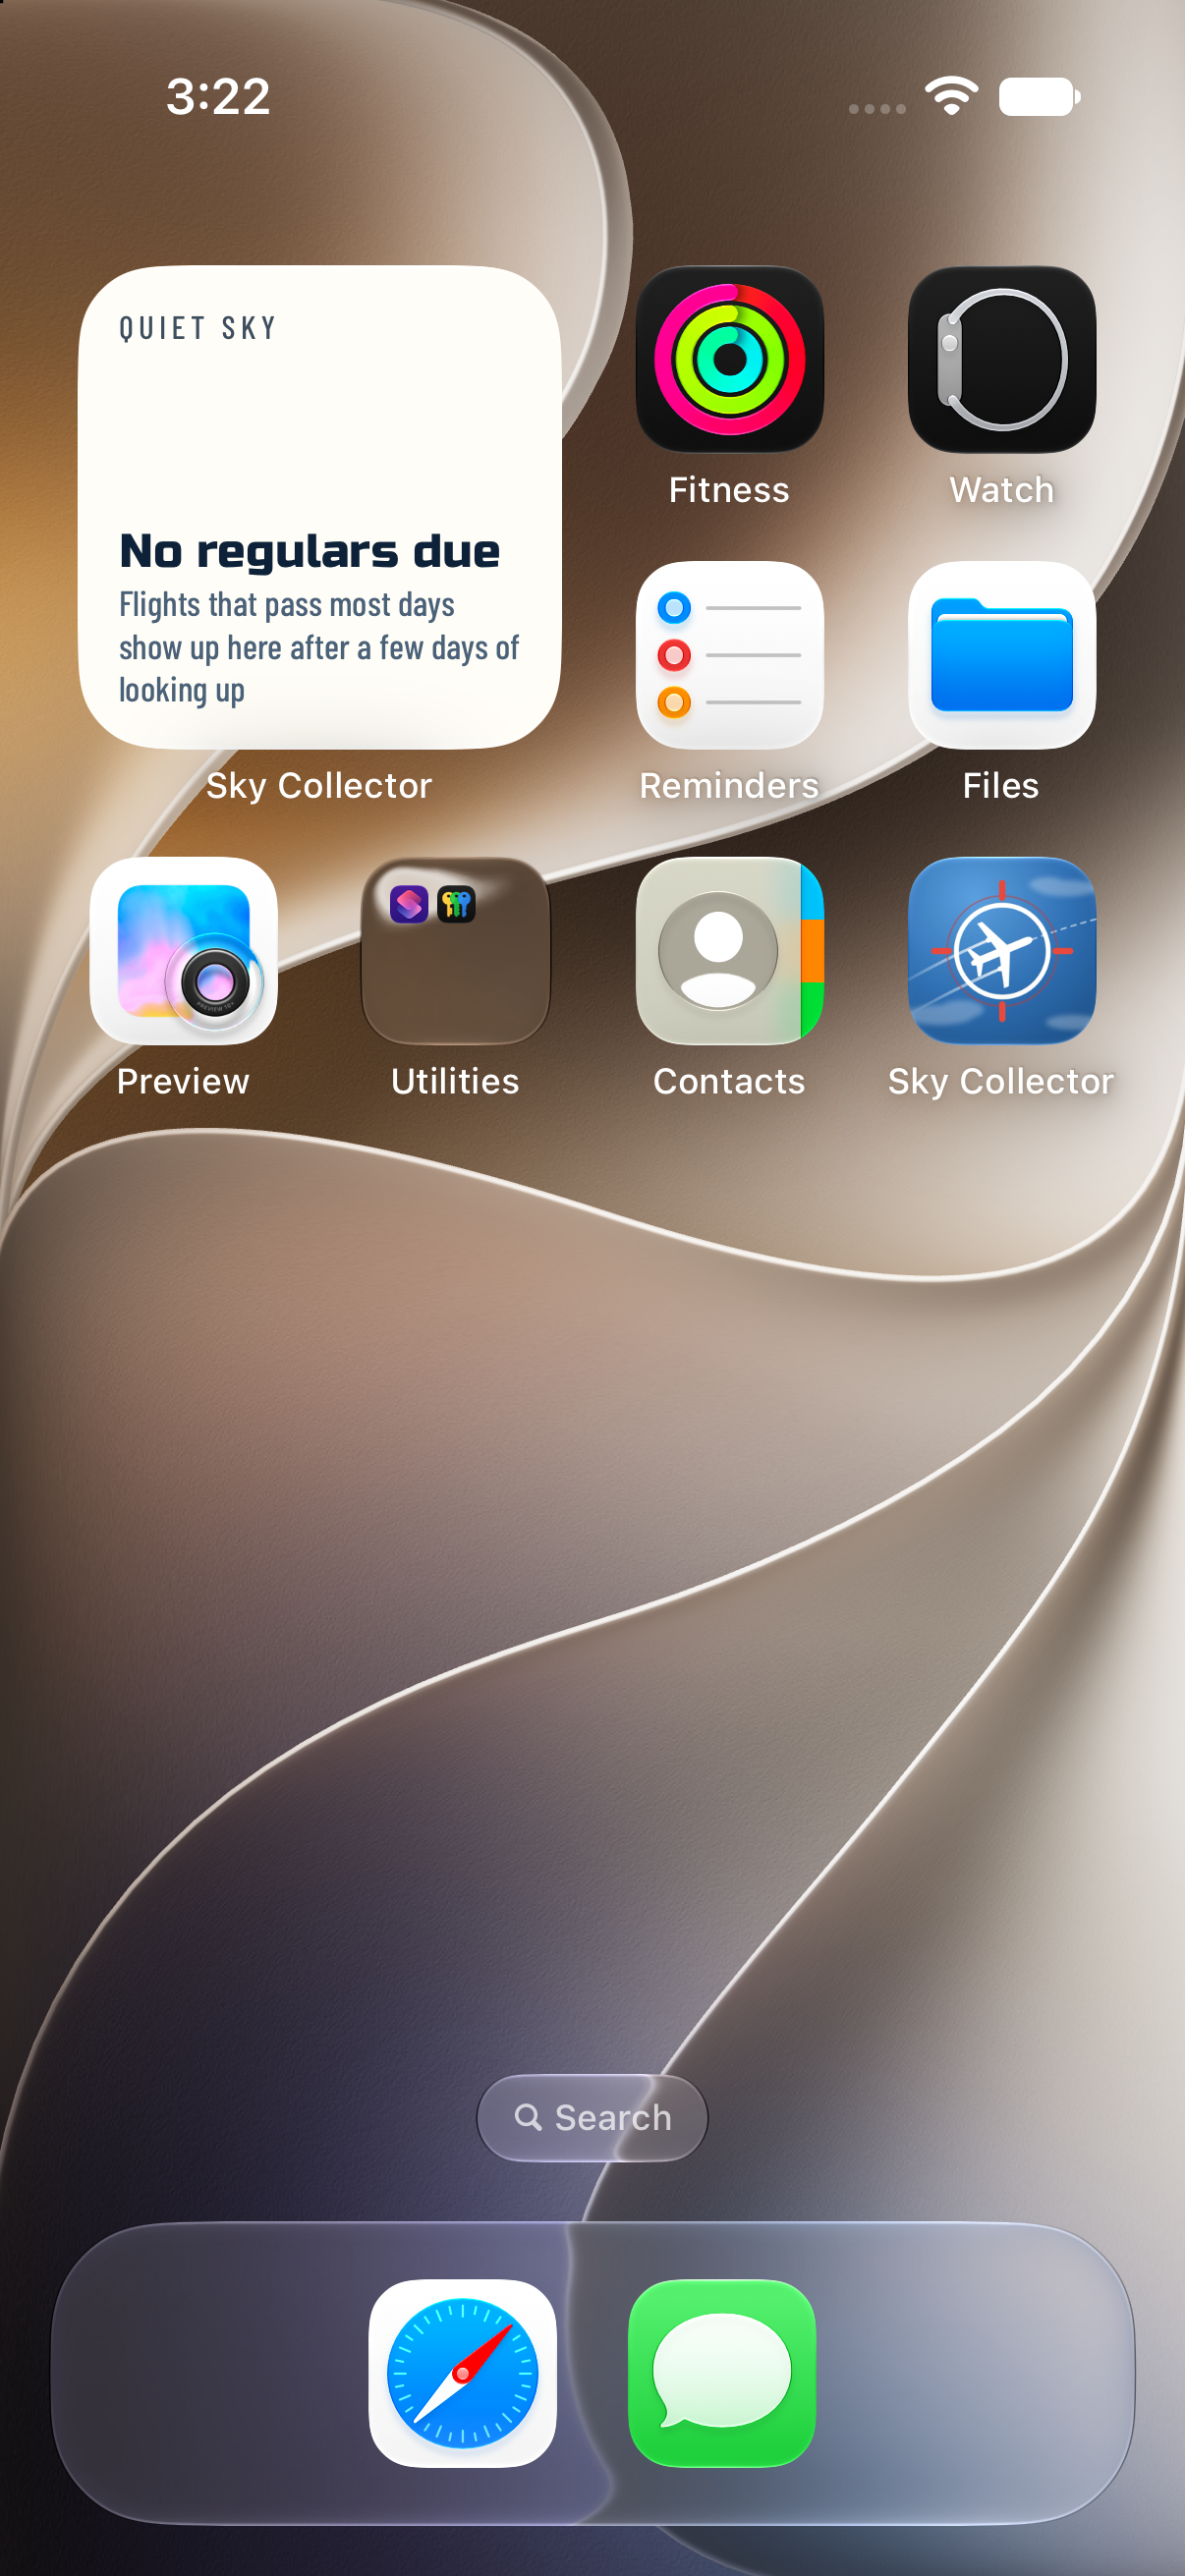 3:22
QUIET SKY
No regulars due
Flights that pass most days
show up here after a few days of
looking up
Sky Collector
Fitness
Watch
Reminders
Files
Preview
Utilities
Contacts
Sky Collector
Search